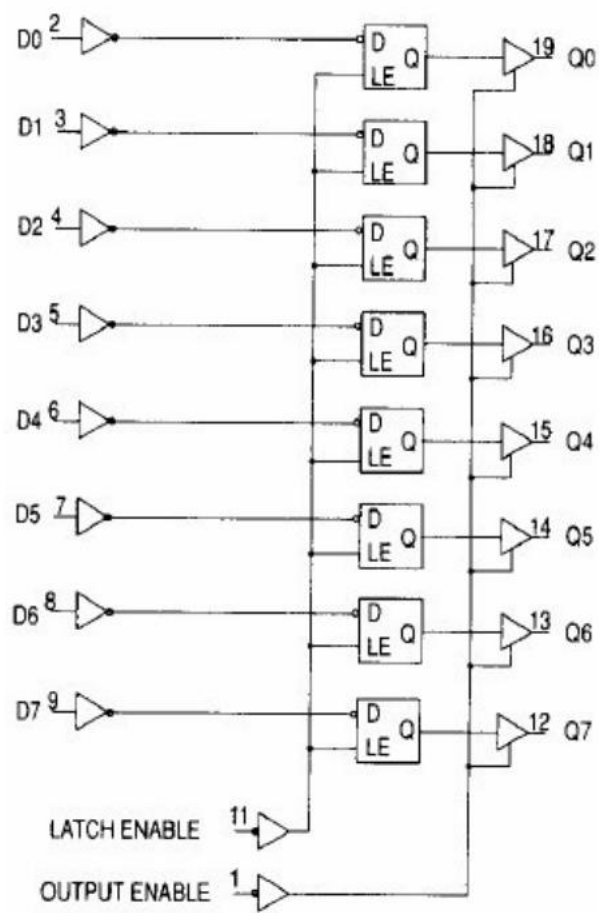 D0 2 D Q LE 19 Q0
D1 3 D Q LE 18 Q1
D2 4 D Q LE 17 Q2
D3 5 D Q LE 16 Q3
D4 6 D Q LE 15 Q4
D5 7 D Q LE 14 Q5
D6 8 D Q LE 13 Q6
D7 9 D Q LE 12 Q7
LATCH ENABLE 11
OUTPUT ENABLE 1